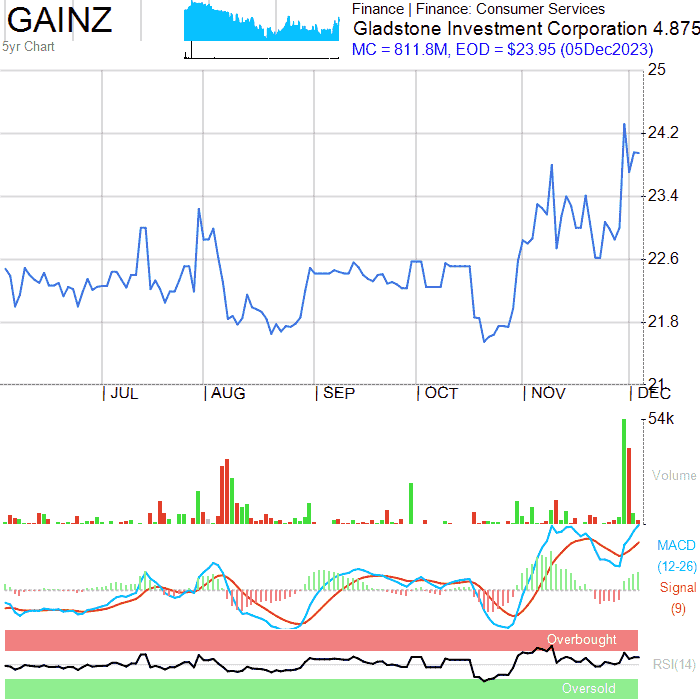 GAINZ
5yr Chart
Finance | Finance: Consumer Services
Gladstone Investment Corporation 4.875
MC = 811.8M, EOD = $23.95 (05Dec2023)
25
24.2
23.4
22.6
21.8
21
| JUL | AUG | SEP | OCT | NOV | DEC
54k
Volume
MACD
(12-26)
Signal
(9)
Overbought
RSI(14)
Oversold